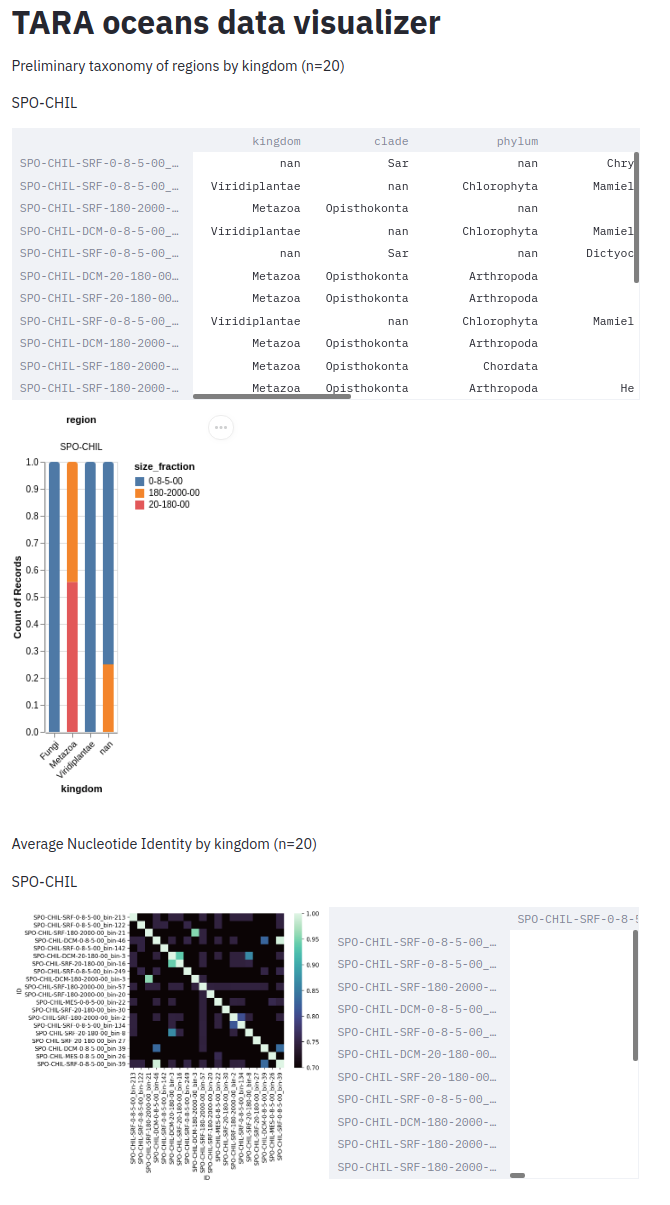 TARA oceans data visualizer
Preliminary taxonomy of regions by kingdom (n=20)
SPO-CHIL
kingdom clade phylum
SPO-CHIL-SRF-0-8-5-00_… nan Sar nan Chry
SPO-CHIL-SRF-0-8-5-00_… Viridiplantae nan Chlorophyta Mamiel
SPO-CHIL-SRF-180-2000-… Metazoa Opisthokonta nan
SPO-CHIL-DCM-0-8-5-00_… Viridiplantae nan Chlorophyta Mamiel
SPO-CHIL-SRF-0-8-5-00_… nan Sar nan Dictyoc
SPO-CHIL-DCM-20-180-00… Metazoa Opisthokonta Arthropoda
SPO-CHIL-SRF-20-180-00… Metazoa Opisthokonta Arthropoda
SPO-CHIL-SRF-0-8-5-00_… Viridiplantae nan Chlorophyta Mamiel
SPO-CHIL-DCM-180-2000-… Metazoa Opisthokonta Arthropoda
SPO-CHIL-SRF-180-2000-… Metazoa Opisthokonta Chordata
SPO-CHIL-SRF-180-2000-… Metazoa Opisthokonta Arthropoda He
region
SPO-CHIL
size_fraction
0-8-5-00
180-2000-00
20-180-00
1.0
0.9
0.8
0.7
0.6
0.5
0.4
0.3
0.2
0.1
0.0
Count of Records
Fungi
Metazoa
Viridiplantae
nan
kingdom
Average Nucleotide Identity by kingdom (n=20)
SPO-CHIL
SPO-CHIL-SRF-0-8-5-00_bin-213
SPO-CHIL-SRF-0-8-5-00_bin-122
SPO-CHIL-SRF-180-2000-00_bin-21
SPO-CHIL-DCM-0-8-5-00_bin-46
SPO-CHIL-SRF-0-8-5-00_bin-142
SPO-CHIL-DCM-20-180-00_bin-3
SPO-CHIL-SRF-20-180-00_bin-16
SPO-CHIL-SRF-0-8-5-00_bin-249
SPO-CHIL-DCM-180-2000-00_bin-3
SPO-CHIL-SRF-180-2000-00_bin-57
SPO-CHIL-SRF-180-2000-00_bin-20
SPO-CHIL-MES-0-8-5-00_bin-22
SPO-CHIL-SRF-20-180-00_bin-30
SPO-CHIL-SRF-180-2000-00_bin-2
SPO-CHIL-SRF-0-8-5-00_bin-134
SPO-CHIL-SRF-20-180-00_bin-8
SPO-CHIL-SRF-20-180-00_bin-27
SPO-CHIL-DCM-0-8-5-00_bin-39
SPO-CHIL-MES-0-8-5-00_bin-26
SPO-CHIL-SRF-0-8-5-00_bin-39
ID
1.00
0.95
0.90
0.85
0.80
0.75
0.70
ID
SPO-CHIL-SRF-0-8-5
SPO-CHIL-SRF-0-8-5-00_…
SPO-CHIL-SRF-0-8-5-00_…
SPO-CHIL-SRF-180-2000-…
SPO-CHIL-DCM-0-8-5-00_…
SPO-CHIL-SRF-0-8-5-00_…
SPO-CHIL-DCM-20-180-00…
SPO-CHIL-SRF-20-180-00…
SPO-CHIL-SRF-0-8-5-00_…
SPO-CHIL-DCM-180-2000-…
SPO-CHIL-SRF-180-2000-…
SPO-CHIL-SRF-180-2000-…